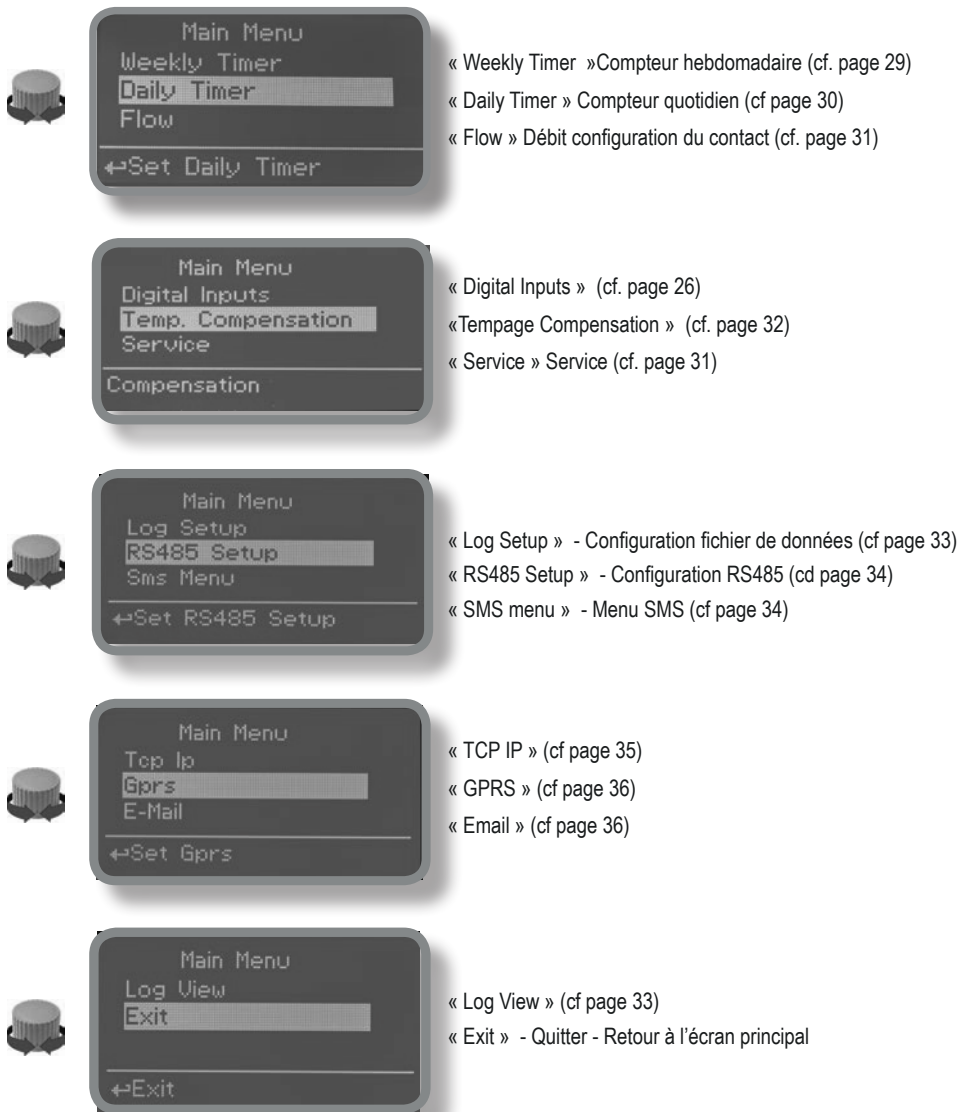 Main Menu
Weekly Timer
Daily Timer
Flow
↩Set Daily Timer
« Weekly Timer »Compteur hebdomadaire (cf. page 29)
« Daily Timer » Compteur quotidien (cf page 30)
« Flow » Débit configuration du contact (cf. page 31)
Main Menu
Digital Inputs
Temp. Compensation
Service
Compensation
« Digital Inputs » (cf. page 26)
«Tempage Compensation » (cf. page 32)
« Service » Service (cf. page 31)
Main Menu
Log Setup
RS485 Setup
Sms Menu
↩Set RS485 Setup
« Log Setup » - Configuration fichier de données (cf page 33)
« RS485 Setup » - Configuration RS485 (cd page 34)
« SMS menu » - Menu SMS (cf page 34)
Main Menu
Tcp Ip
Gprs
E-Mail
↩Set Gprs
« TCP IP » (cf page 35)
« GPRS » (cf page 36)
« Email » (cf page 36)
Main Menu
Log View
Exit
↩Exit
« Log View » (cf page 33)
« Exit » - Quitter - Retour à l'écran principal